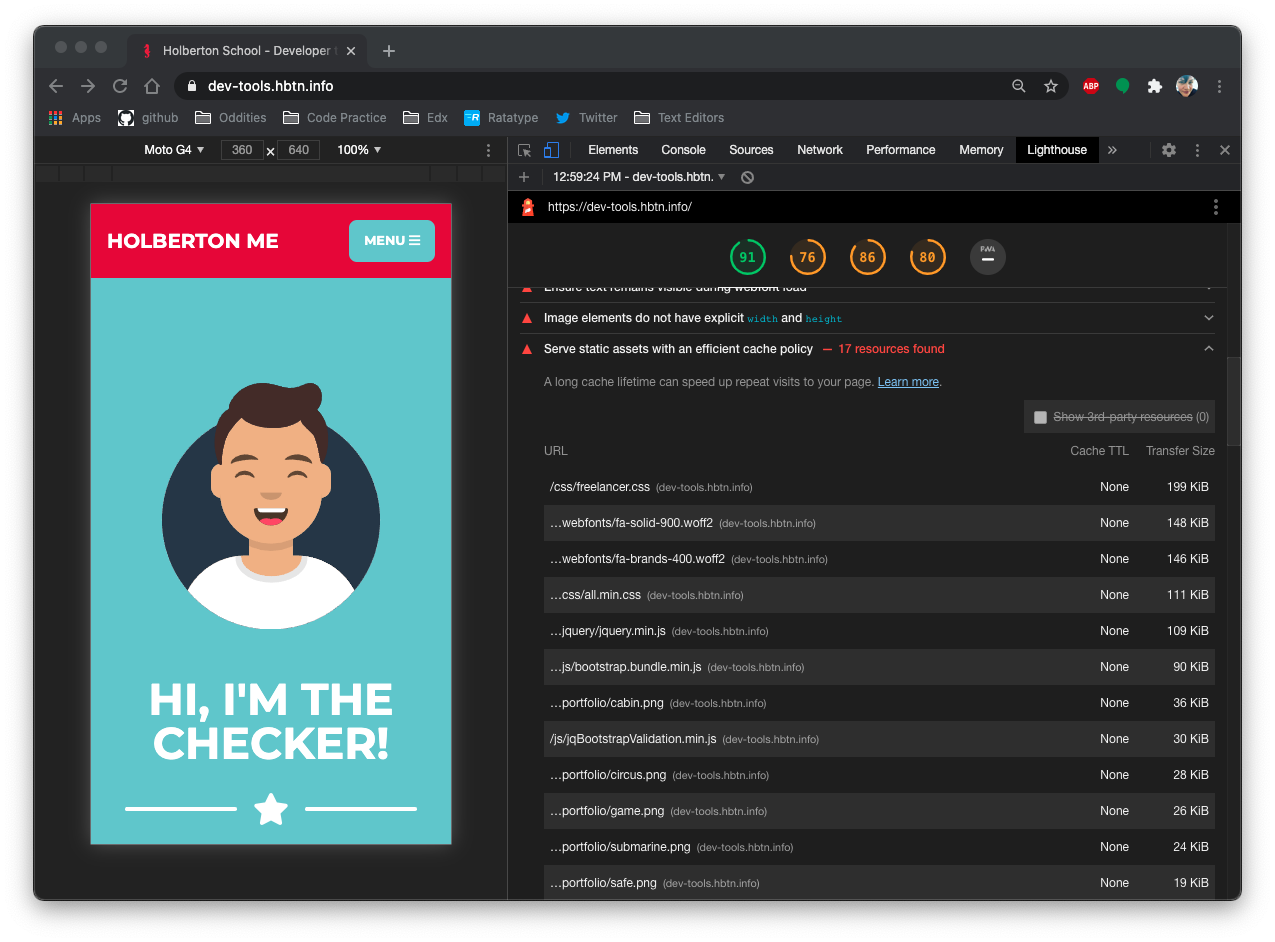 Holberton School - Developer t
dev-tools.hbtn.info
ABP
Apps github Oddities Code Practice Edx Ratatype Twitter Text Editors
Moto G4 360 x 640 100%
Elements Console Sources Network Performance Memory Lighthouse
12:59:24 PM - dev-tools.hbtn.
https://dev-tools.hbtn.info/
91 76 86 80 PWA
HOLBERTON ME
MENU
HI, I'M THE
CHECKER!
Ensure text remains visible during webfont load
Image elements do not have explicit width and height
Serve static assets with an efficient cache policy — 17 resources found
A long cache lifetime can speed up repeat visits to your page. Learn more.
Show 3rd-party resources (0)
URL Cache TTL Transfer Size
/css/freelancer.css (dev-tools.hbtn.info) None 199 KiB
…webfonts/fa-solid-900.woff2 (dev-tools.hbtn.info) None 148 KiB
…webfonts/fa-brands-400.woff2 (dev-tools.hbtn.info) None 146 KiB
…css/all.min.css (dev-tools.hbtn.info) None 111 KiB
…jquery/jquery.min.js (dev-tools.hbtn.info) None 109 KiB
…js/bootstrap.bundle.min.js (dev-tools.hbtn.info) None 90 KiB
…portfolio/cabin.png (dev-tools.hbtn.info) None 36 KiB
/js/jqBootstrapValidation.min.js (dev-tools.hbtn.info) None 30 KiB
…portfolio/circus.png (dev-tools.hbtn.info) None 28 KiB
…portfolio/game.png (dev-tools.hbtn.info) None 26 KiB
…portfolio/submarine.png (dev-tools.hbtn.info) None 24 KiB
…portfolio/safe.png (dev-tools.hbtn.info) None 19 KiB